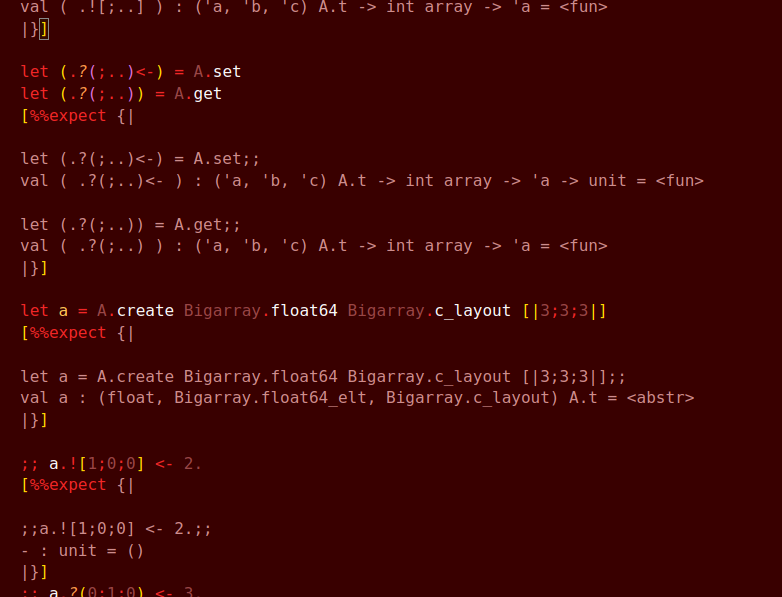 val ( .![;..] ) : ('a, 'b, 'c) A.t -> int array -> 'a = <fun>
|}]
let (.?(;..)<-) = A.set
let (.?(;..)) = A.get
[%%expect {|
let (.?(;..)<-) = A.set;;
val ( .?(;..)<- ) : ('a, 'b, 'c) A.t -> int array -> 'a -> unit = <fun>
let (.?(;..)) = A.get;;
val ( .?(;..) ) : ('a, 'b, 'c) A.t -> int array -> 'a = <fun>
|}]
let a = A.create Bigarray.float64 Bigarray.c_layout [|3;3;3|]
[%%expect {|
let a = A.create Bigarray.float64 Bigarray.c_layout [|3;3;3|];;
val a : (float, Bigarray.float64_elt, Bigarray.c_layout) A.t = <abstr>
|}]
;; a.![1;0;0] <- 2.
[%%expect {|
;;a.![1;0;0] <- 2.;;
- : unit = ()
|}]
;; a.?(0;1;0) <- 3.